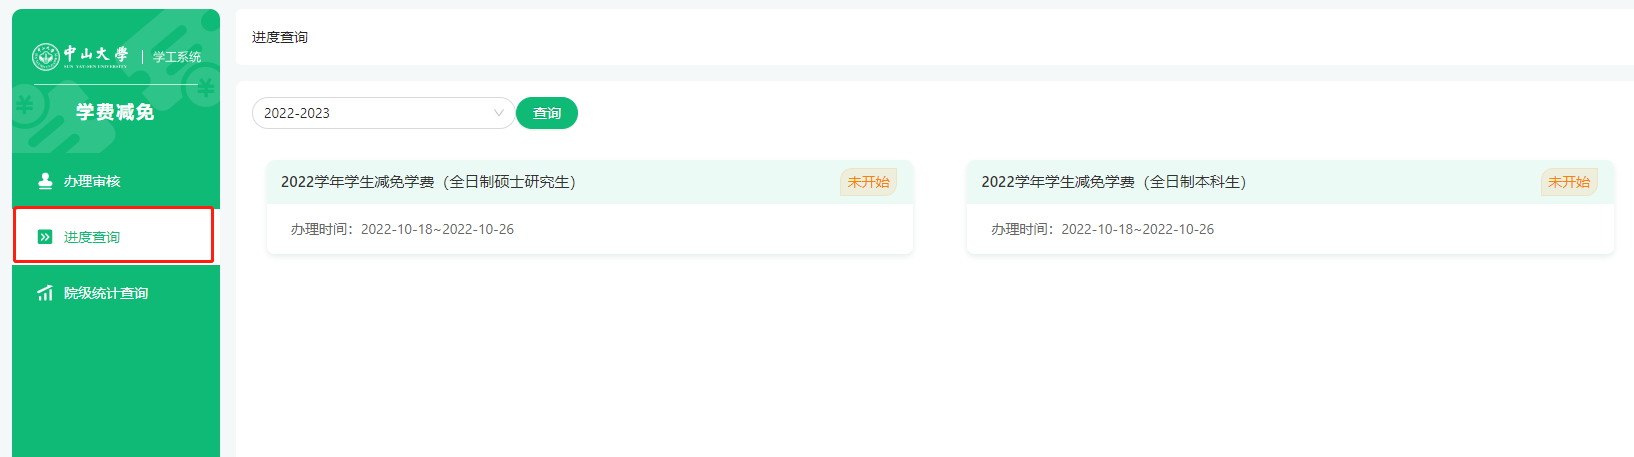 中山大學
SUN YAT-SEN UNIVERSITY
学工系统
学费减免
办理审核
进度查询
院级统计查询
进度查询
2022-2023
查询
2022学年学生减免学费（全日制硕士研究生）
未开始
办理时间：2022-10-18~2022-10-26
2022学年学生减免学费（全日制本科生）
未开始
办理时间：2022-10-18~2022-10-26